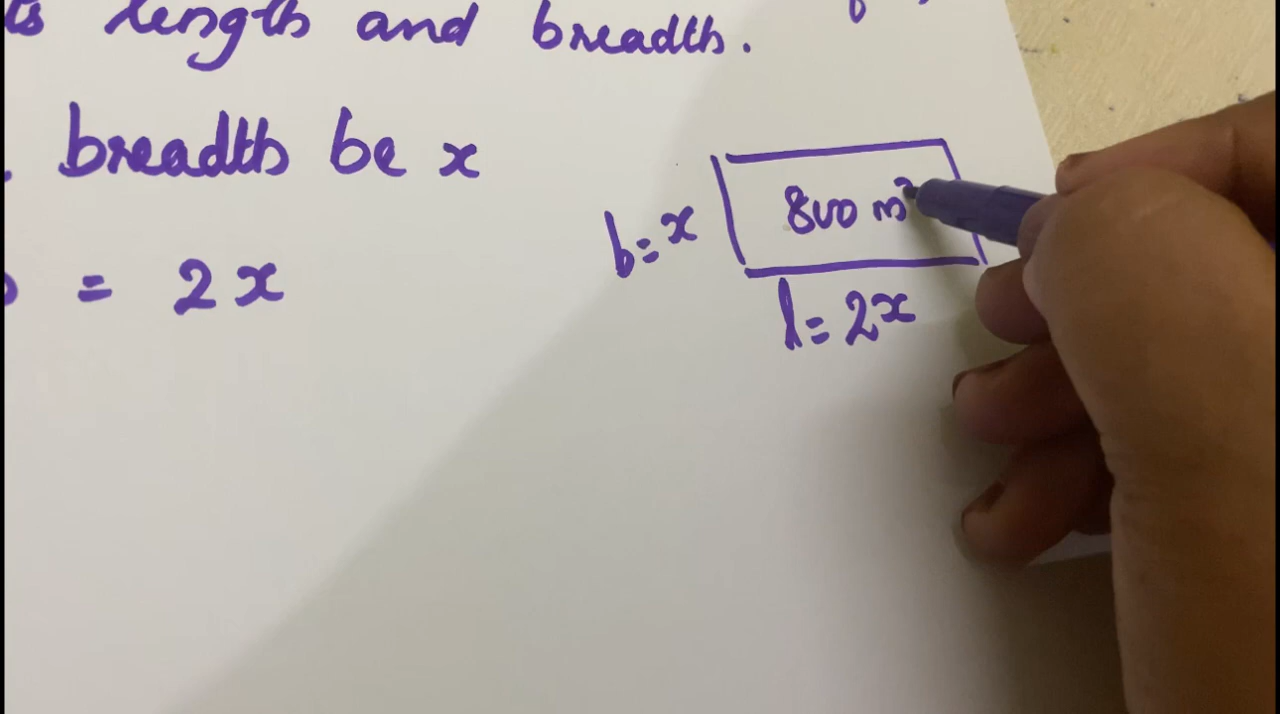 length and breadth.
breadth be x
= 2x
b=x
800 m²
l=2x